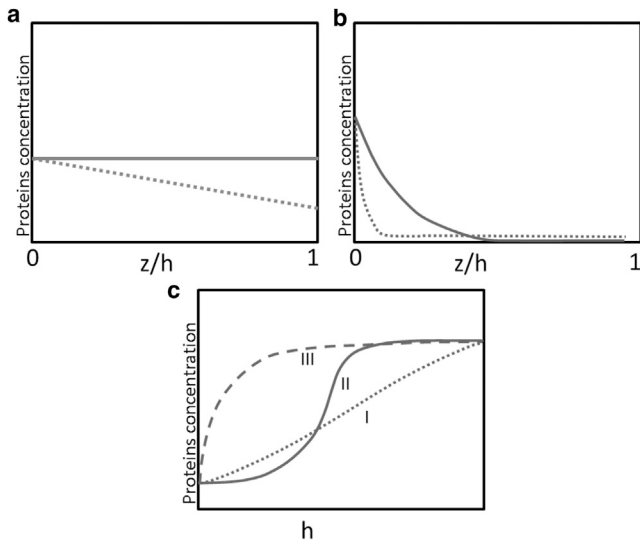 a
Proteins concentration
0
z/h
1
b
Proteins concentration
0
z/h
1
c
Proteins concentration
III
II
I
h